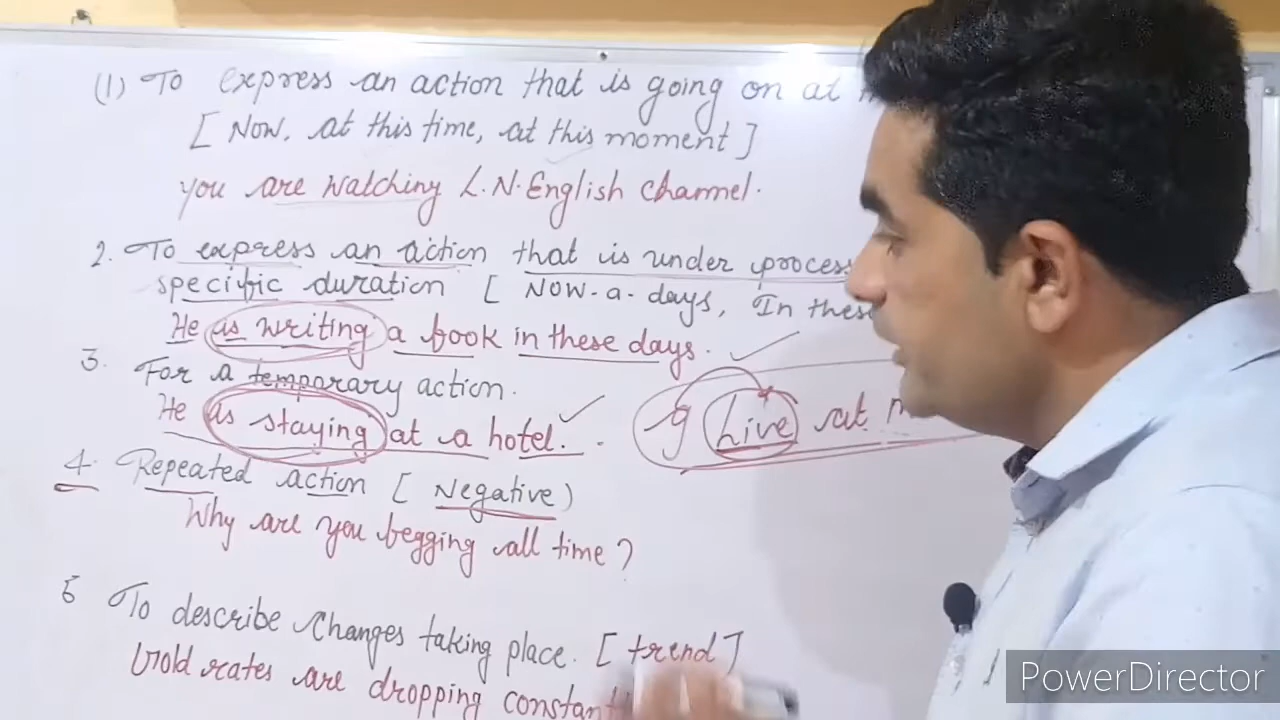 (1) To express an action that is going on at
[ Now, at this time, at this moment ]
you are watching L.N. English channel.
2. To express an action that is under process
specific duration [ Now-a-days, In these
He is writing a book in these days.
3. For a temporary action.
He is staying at a hotel.
I Live at
4. Repeated action [ Negative )
Why are you begging all time ?
5 To describe changes taking place. [ trend ]
Gold rates are dropping
PowerDirector